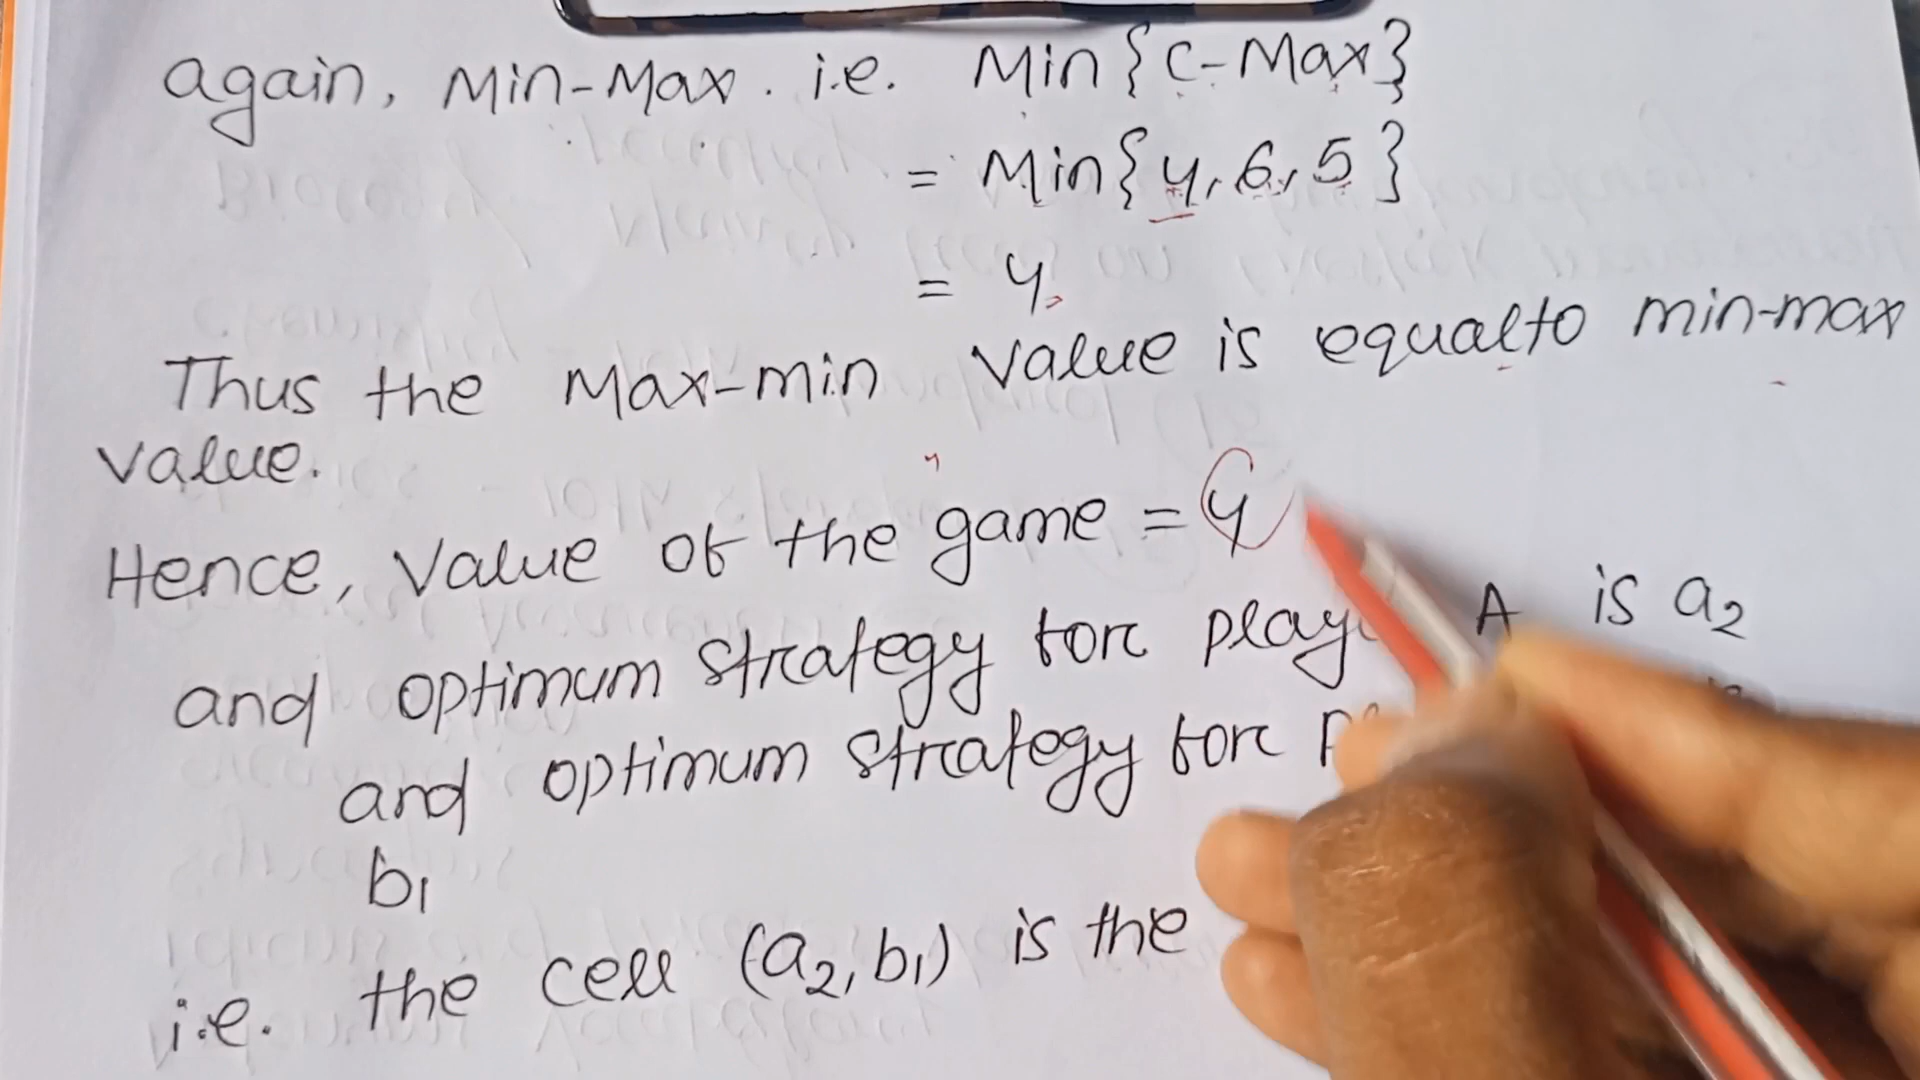 again, Min-Max. i.e. Min{C-Max}
= Min{4, 6, 5}
= 4
Thus the Max-min value is equal to min-max
value.
Hence, value of the game = 4
and optimum strategy for A is a2
and optimum strategy for
b1
i.e. the cell (a2, b1) is the